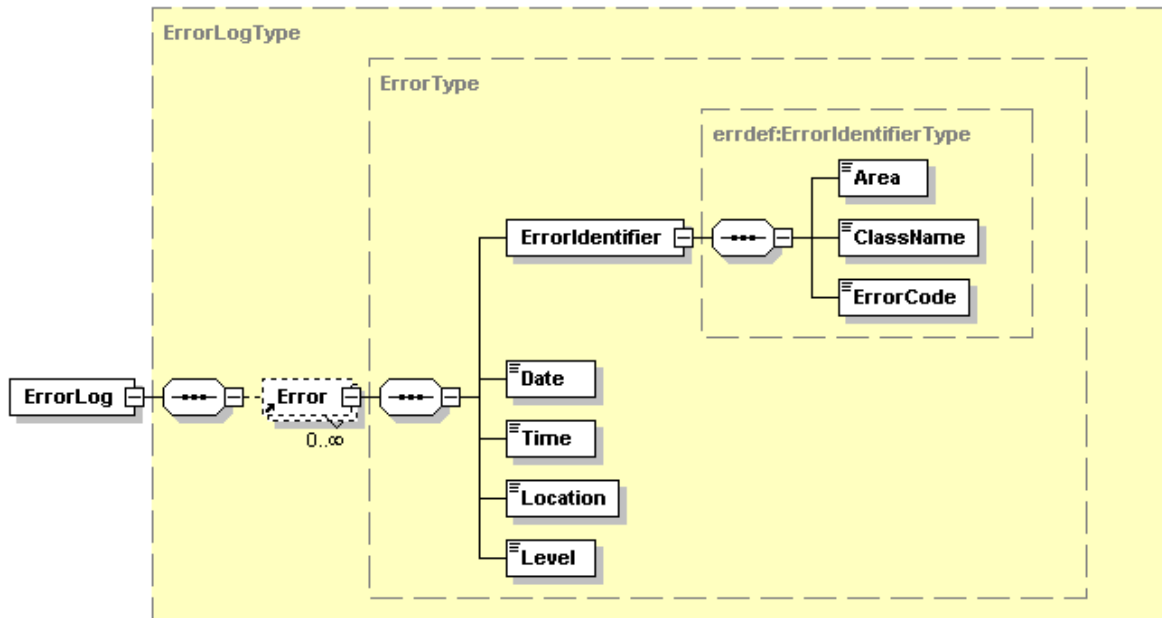 ErrorLogType
ErrorType
errdef:ErrorIdentifierType
Area
ErrorIdentifier
ClassName
ErrorCode
Date
ErrorLog
Error
0..∞
Time
Location
Level